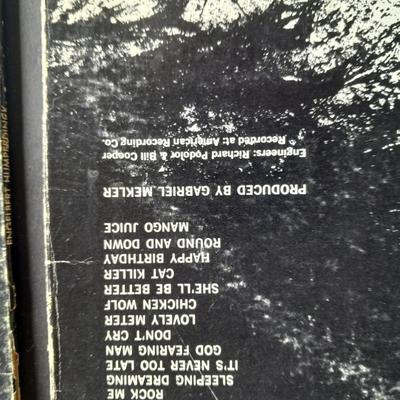 ROCK ME
SLEEPING DREAMING
IT'S NEVER TOO LATE
GOD FEARING MAN
DON'T CRY
LOVELY METER
CHICKEN WOLF
SHE'LL BE BETTER
CAT KILLER
HAPPY BIRTHDAY
ROUND AND DOWN
MANGO JUICE
PRODUCED BY GABRIEL MEKLER
Engineers: Richard Podolor & Bill Cooper
Recorded at: American Recording Co.
ENGELBERT HUMPERDINCK